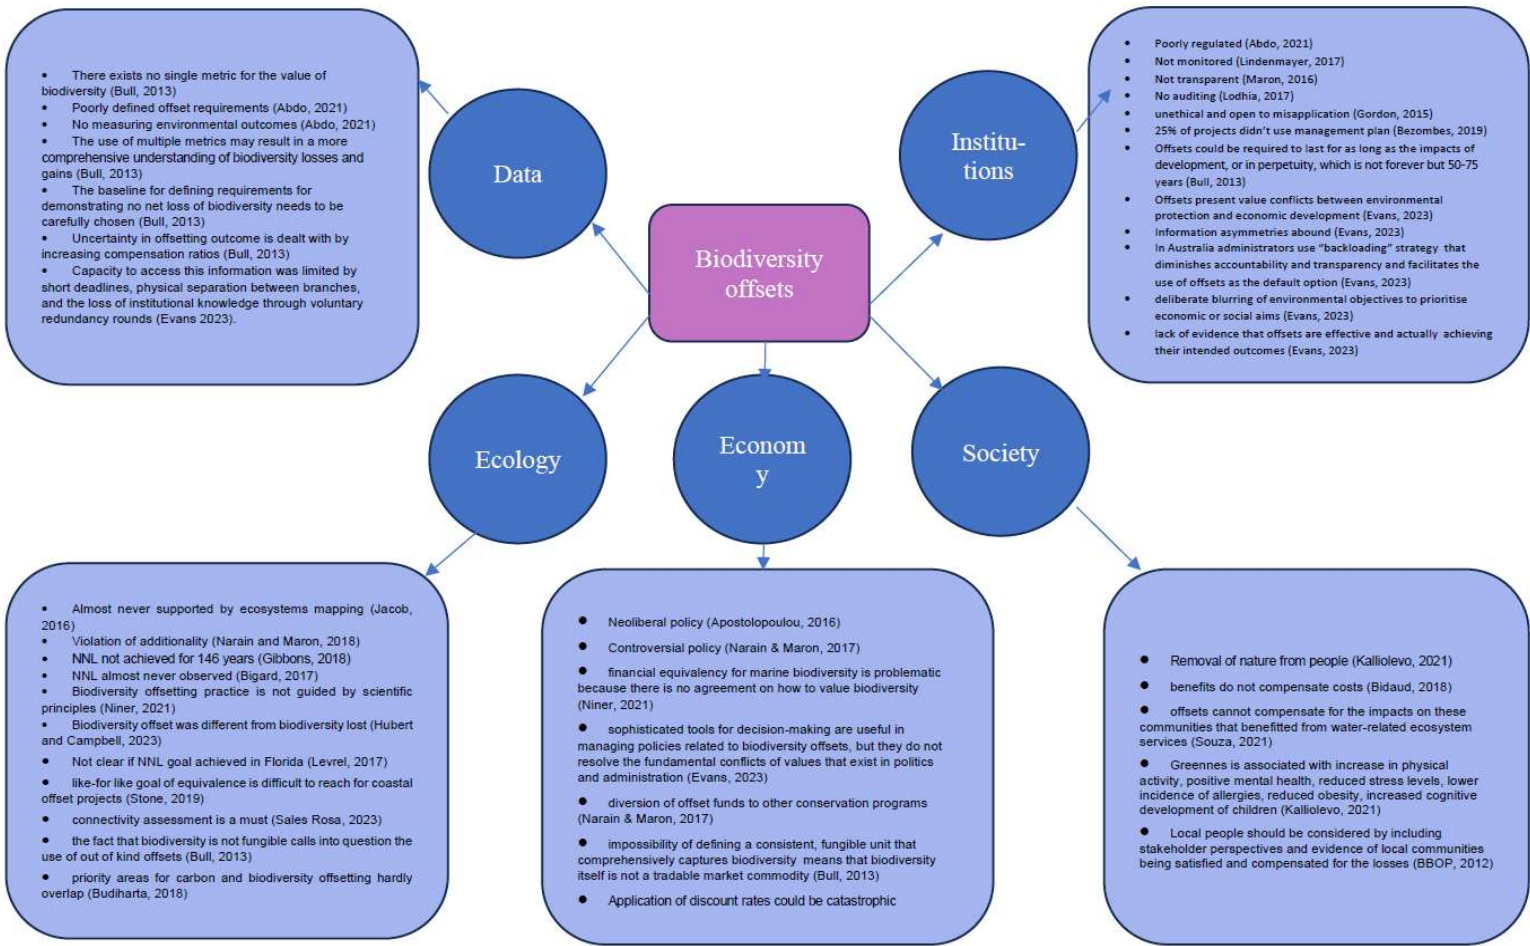 • There exists no single metric for the value of
biodiversity (Bull, 2013)
• Poorly defined offset requirements (Abdo, 2021)
• No measuring environmental outcomes (Abdo, 2021)
• The use of multiple metrics may result in a more
comprehensive understanding of biodiversity losses and
gains (Bull, 2013)
• The baseline for defining requirements for
demonstrating no net loss of biodiversity needs to be
carefully chosen (Bull, 2013)
• Uncertainty in offsetting outcome is dealt with by
increasing compensation ratios (Bull, 2013)
• Capacity to access this information was limited by
short deadlines, physical separation between branches,
and the loss of institutional knowledge through voluntary
redundancy rounds (Evans 2023).
Data
Biodiversity
offsets
Institu-
tions
• Poorly regulated (Abdo, 2021)
• Not monitored (Lindenmayer, 2017)
• Not transparent (Maron, 2016)
• No auditing (Lodhia, 2017)
• unethical and open to misapplication (Gordon, 2015)
• 25% of projects didn't use management plan (Bezombes, 2019)
• Offsets could be required to last for as long as the impacts of
development, or in perpetuity, which is not forever but 50-75
years (Bull, 2013)
• Offsets present value conflicts between environmental
protection and economic development (Evans, 2023)
• Information asymmetries abound (Evans, 2023)
• In Australia administrators use “backloading” strategy that
diminishes accountability and transparency and facilitates the
use of offsets as the default option (Evans, 2023)
• deliberate blurring of environmental objectives to prioritise
economic or social aims (Evans, 2023)
• lack of evidence that offsets are effective and actually achieving
their intended outcomes (Evans, 2023)
Ecology
Econom
y
Society
• Almost never supported by ecosystems mapping (Jacob,
2016)
• Violation of additionality (Narain and Maron, 2018)
• NNL not achieved for 146 years (Gibbons, 2018)
• NNL almost never observed (Bigard, 2017)
• Biodiversity offsetting practice is not guided by scientific
principles (Niner, 2021)
• Biodiversity offset was different from biodiversity lost (Hubert
and Campbell, 2023)
• Not clear if NNL goal achieved in Florida (Levrel, 2017)
• like-for like goal of equivalence is difficult to reach for coastal
offset projects (Stone, 2019)
• connectivity assessment is a must (Sales Rosa, 2023)
• the fact that biodiversity is not fungible calls into question the
use of out of kind offsets (Bull, 2013)
• priority areas for carbon and biodiversity offsetting hardly
overlap (Budiharta, 2018)
• Neoliberal policy (Apostolopoulou, 2016)
• Controversial policy (Narain & Maron, 2017)
• financial equivalency for marine biodiversity is problematic
because there is no agreement on how to value biodiversity
(Niner, 2021)
• sophisticated tools for decision-making are useful in
managing policies related to biodiversity offsets, but they do not
resolve the fundamental conflicts of values that exist in politics
and administration (Evans, 2023)
• diversion of offset funds to other conservation programs
(Narain & Maron, 2017)
• impossibility of defining a consistent, fungible unit that
comprehensively captures biodiversity means that biodiversity
itself is not a tradable market commodity (Bull, 2013)
• Application of discount rates could be catastrophic
• Removal of nature from people (Kalliolevo, 2021)
• benefits do not compensate costs (Bidaud, 2018)
• offsets cannot compensate for the impacts on these
communities that benefitted from water-related ecosystem
services (Souza, 2021)
• Greennes is associated with increase in physical
activity, positive mental health, reduced stress levels, lower
incidence of allergies, reduced obesity, increased cognitive
development of children (Kalliolevo, 2021)
• Local people should be considered by including
stakeholder perspectives and evidence of local communities
being satisfied and compensated for the losses (BBOP, 2012)